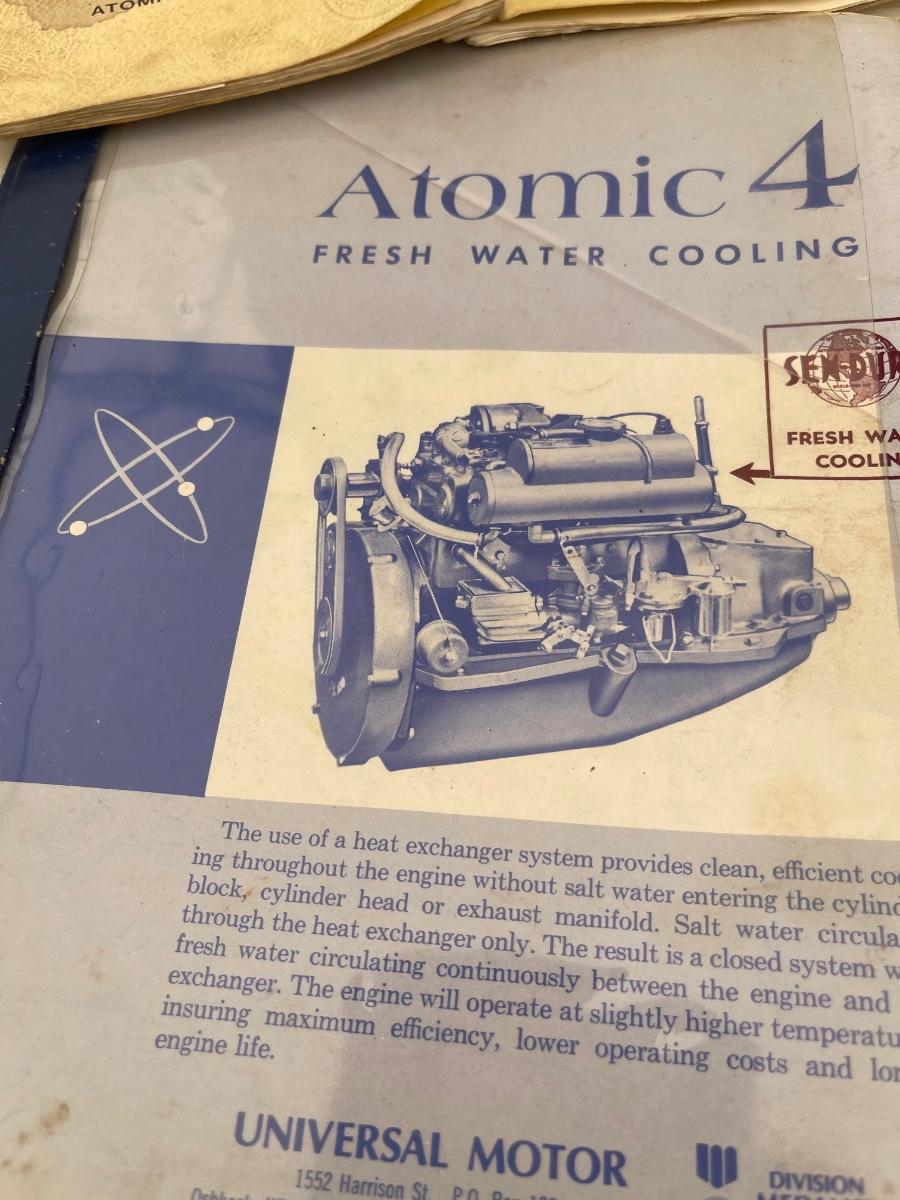 ATOMI
Atomic 4
FRESH WATER COOLING
SEN-DUR
FRESH WA
COOLIN
The use of a heat exchanger system provides clean, efficient coo
ing throughout the engine without salt water entering the cylind
block, cylinder head or exhaust manifold. Salt water circula
through the heat exchanger only. The result is a closed system w
fresh water circulating continuously between the engine and
exchanger. The engine will operate at slightly higher temperatu
insuring maximum efficiency, lower operating costs and lon
engine life.
UNIVERSAL MOTOR
DIVISION
1552 Harrison St. P.O. Box